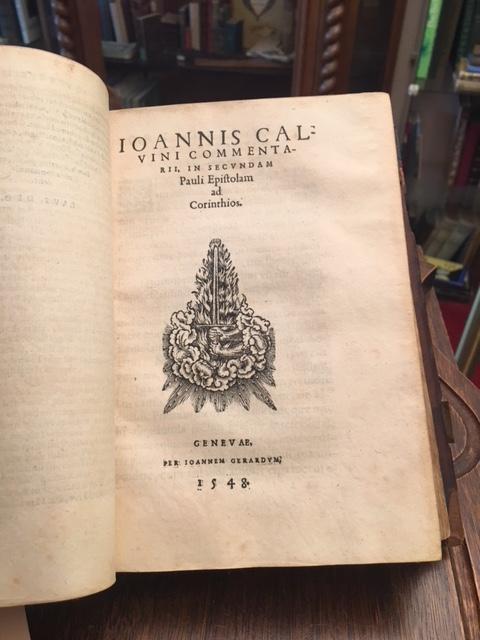 IOANNIS CAL-
VINI COMMENTA-
RII, IN SECVNDAM
Pauli Epiſtolam
ad
Corinthios.
GENEVAE,
PER IOANNEM GERARDVM,
1548.